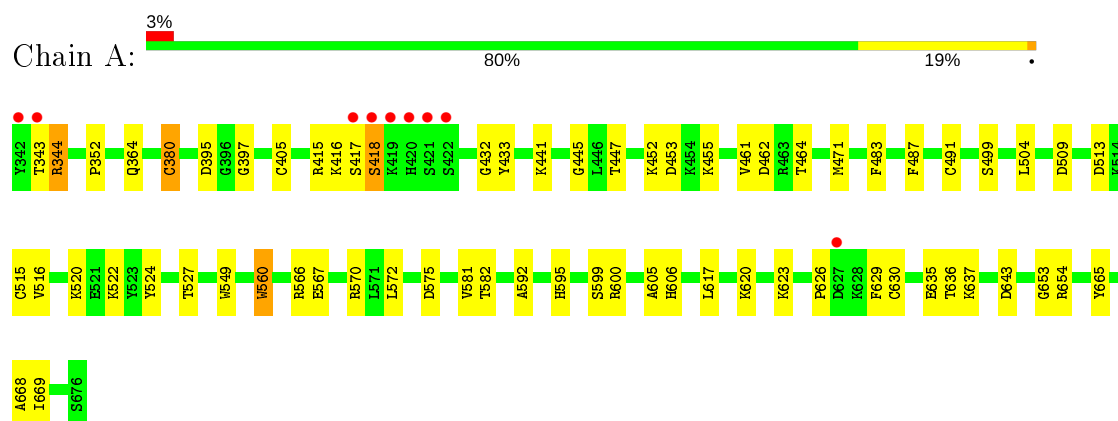 3%
Chain A:
80% 19% •
Y342 T343 R344 P352 Q364 C380 D395 G396 G397 C405 R415 K416 S417 S418 K419 H420 S421 S422 G432 Y433 K441 G445 L446 T447 K452 D453 K454 K455 V461 D462 R463 T464 M471 F483 F487 C491 S499 L504 D509 D513 K514
C515 V516 K520 E521 K522 Y523 Y524 T527 W549 W560 R566 E567 R570 L571 L572 D575 V581 T582 A592 H595 S599 R600 A605 H606 L617 K620 K623 P626 D627 K628 F629 C630 E635 T636 K637 D643 G653 R654 Y665
A668 I669 S676